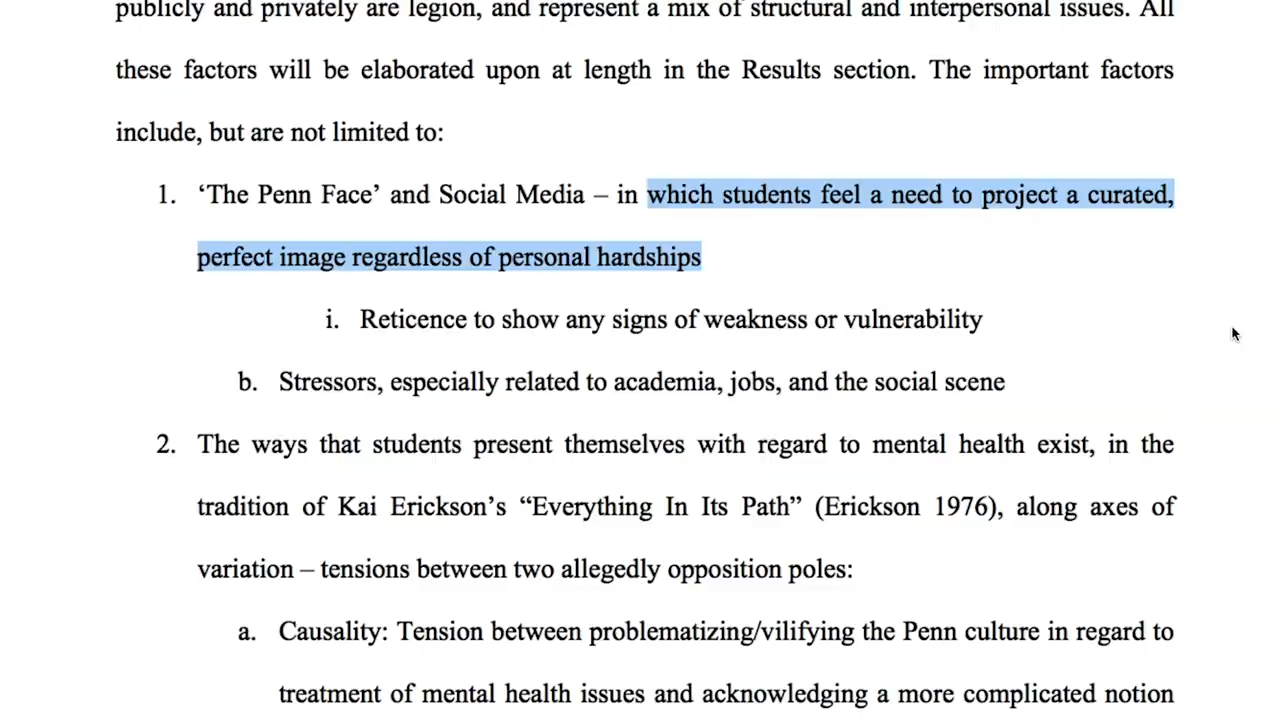 publicly and privately are legion, and represent a mix of structural and interpersonal issues. All
these factors will be elaborated upon at length in the Results section. The important factors
include, but are not limited to:
1. ‘The Penn Face’ and Social Media – in which students feel a need to project a curated,
perfect image regardless of personal hardships
i. Reticence to show any signs of weakness or vulnerability
b. Stressors, especially related to academia, jobs, and the social scene
2. The ways that students present themselves with regard to mental health exist, in the
tradition of Kai Erickson’s “Everything In Its Path” (Erickson 1976), along axes of
variation – tensions between two allegedly opposition poles:
a. Causality: Tension between problematizing/vilifying the Penn culture in regard to
treatment of mental health issues and acknowledging a more complicated notion